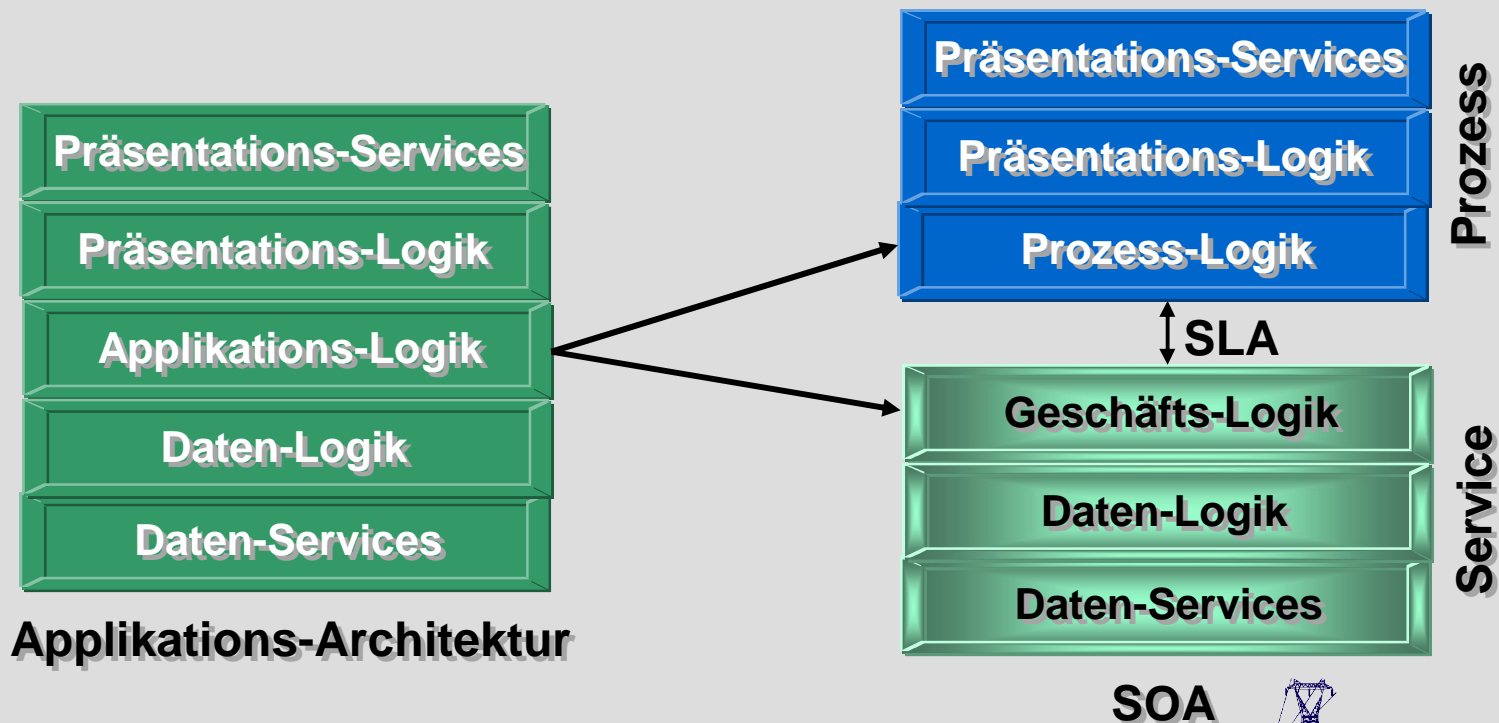 Präsentations-Services
Präsentations-Logik
Applikations-Logik
Daten-Logik
Daten-Services
Applikations-Architektur
Präsentations-Services
Präsentations-Logik
Prozess-Logik
Prozess
SLA
Geschäfts-Logik
Daten-Logik
Daten-Services
Service
SOA